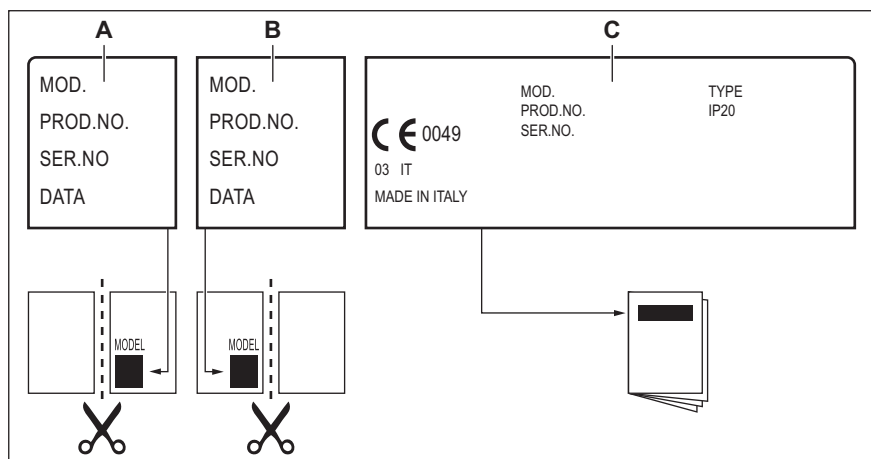 A
B
C
MOD.
PROD.NO.
SER.NO
DATA
MOD.
PROD.NO.
SER.NO
DATA
MOD.
PROD.NO.
SER.NO.
TYPE
IP20
CE 0049
03 IT
MADE IN ITALY
MODEL
MODEL